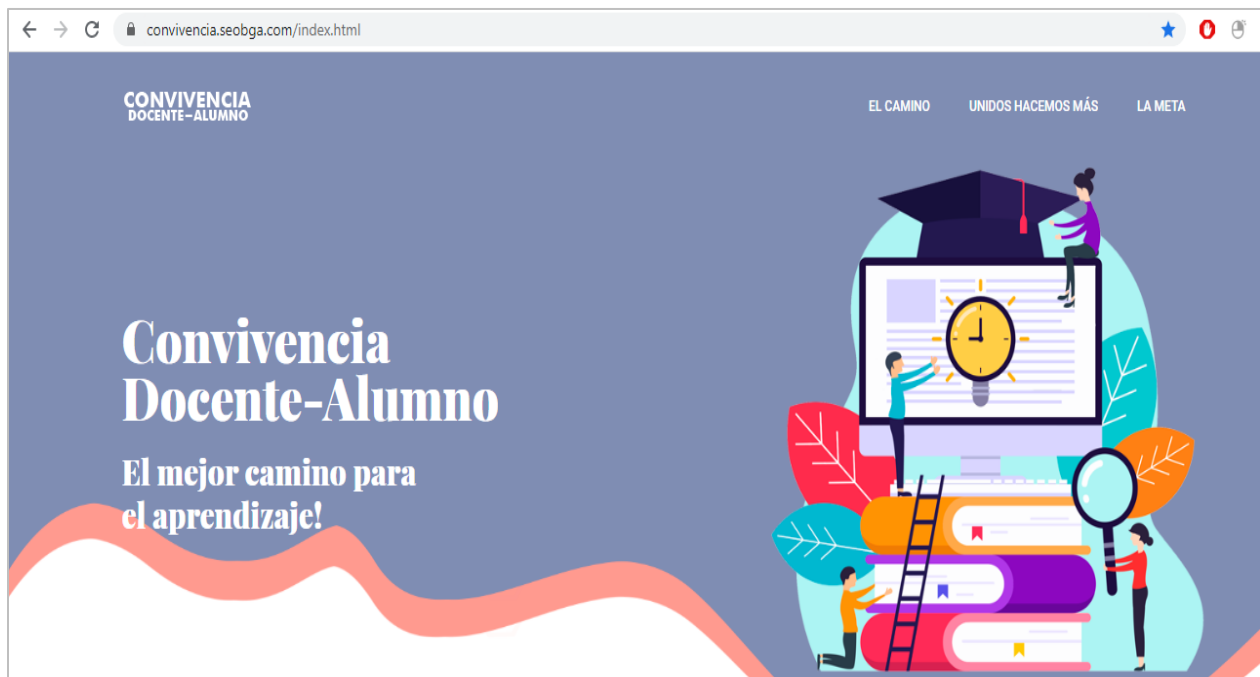 convivencia.seobga.com/index.html
CONVIVENCIA
DOCENTE-ALUMNO
EL CAMINO UNIDOS HACEMOS MÁS LA META
Convivencia
Docente-Alumno
El mejor camino para
el aprendizaje!